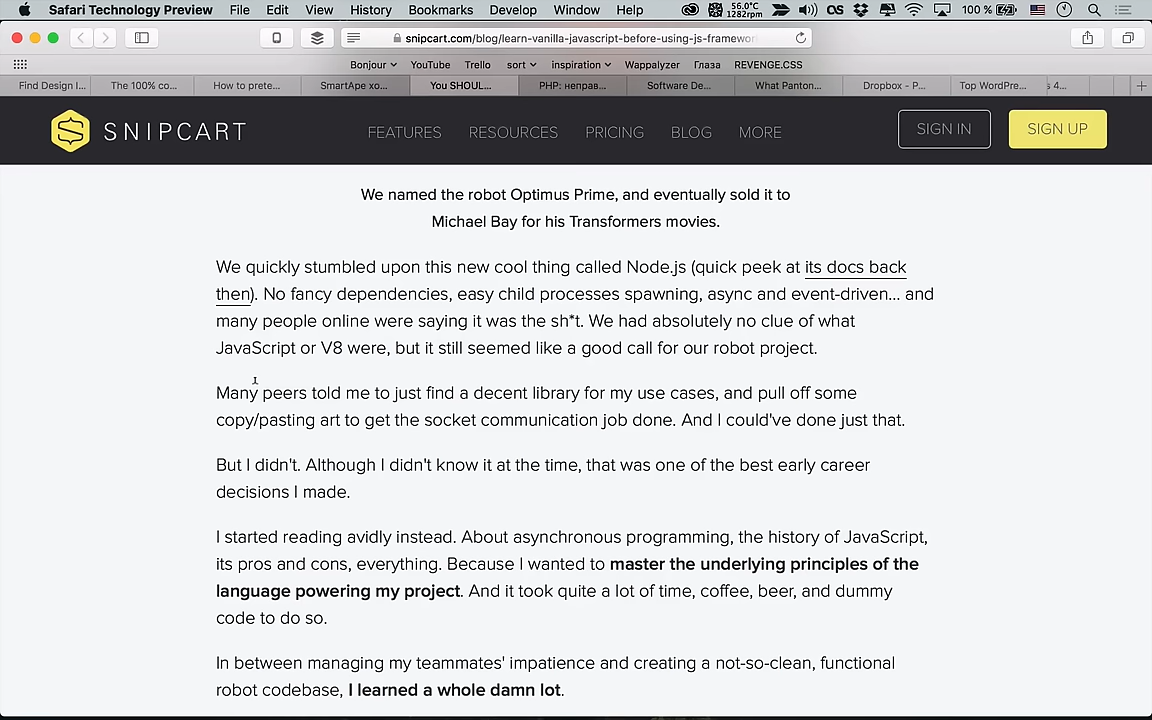 Safari Technology Preview File Edit View History Bookmarks Develop Window Help 56.0°C 1282rpm 100 %
snipcart.com/blog/learn-vanilla-javascript-before-using-js-framewor
Bonjour YouTube Trello sort inspiration Wappalyzer Глаза REVENGE.CSS
Find Design I... The 100% co... How to prete... SmartApe хо... You SHOUL... PHP: неправ... Software De... What Panton... Dropbox - P... Top WordPre... 4...
SNIPCART FEATURES RESOURCES PRICING BLOG MORE SIGN IN SIGN UP
We named the robot Optimus Prime, and eventually sold it to
Michael Bay for his Transformers movies.
We quickly stumbled upon this new cool thing called Node.js (quick peek at its docs back
then). No fancy dependencies, easy child processes spawning, async and event-driven... and
many people online were saying it was the sh*t. We had absolutely no clue of what
JavaScript or V8 were, but it still seemed like a good call for our robot project.
Many peers told me to just find a decent library for my use cases, and pull off some
copy/pasting art to get the socket communication job done. And I could've done just that.
But I didn't. Although I didn't know it at the time, that was one of the best early career
decisions I made.
I started reading avidly instead. About asynchronous programming, the history of JavaScript,
its pros and cons, everything. Because I wanted to master the underlying principles of the
language powering my project. And it took quite a lot of time, coffee, beer, and dummy
code to do so.
In between managing my teammates' impatience and creating a not-so-clean, functional
robot codebase, I learned a whole damn lot.